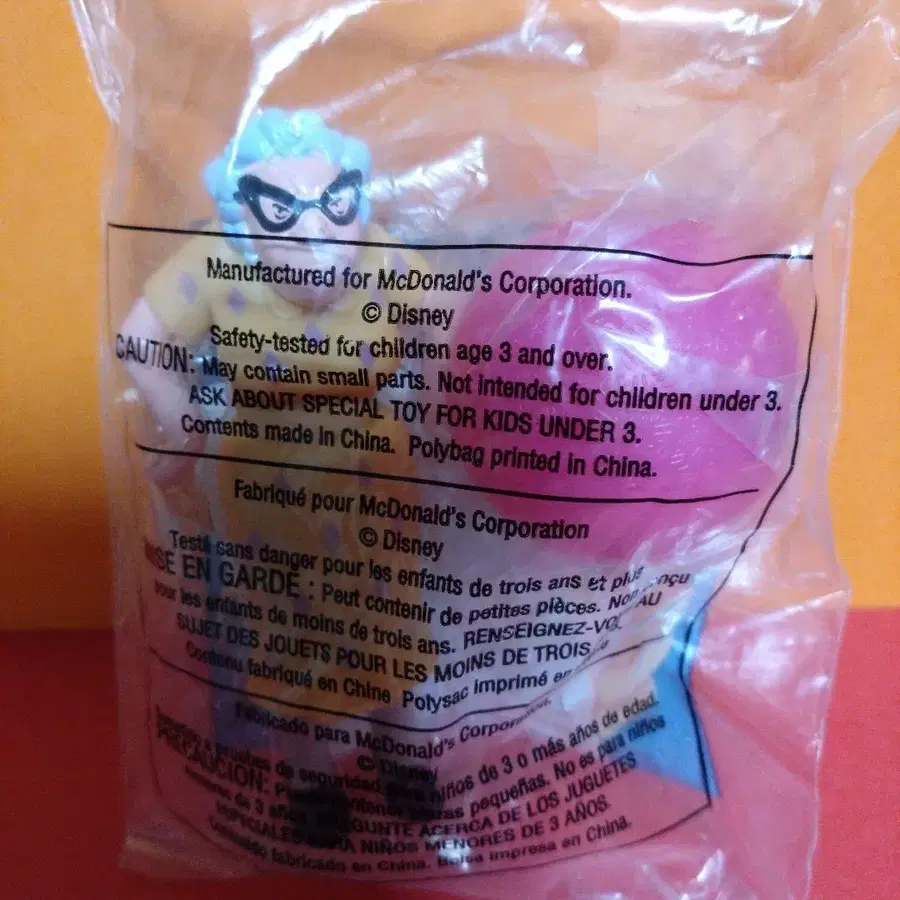 Manufactured for McDonald's Corporation.
© Disney
Safety-tested for children age 3 and over.
CAUTION: May contain small parts. Not intended for children under 3.
ASK ABOUT SPECIAL TOY FOR KIDS UNDER 3.
Contents made in China. Polybag printed in China.
Fabriqué pour McDonald's Corporation
© Disney
Testé sans danger pour les enfants de trois ans et plus
EN GARDE : Peut contenir de petites pièces.
pour les enfants de moins de trois ans. AU
SUJET DES JOUETS POUR LES MOINS DE TROIS
Contenu fabriqué en Chine Polysac imprimé en
Fabricado para McDonald's
© Disney
a pruebas de seguridad niños de 3 o más años de edad.
PRECAUCION: pequeñas. No es para niños
de 3 ACERCA DE LOS JUGUETES
NIÑOS MENORES DE 3 AÑOS.
fabricado en China. Bolsa impresa en China.